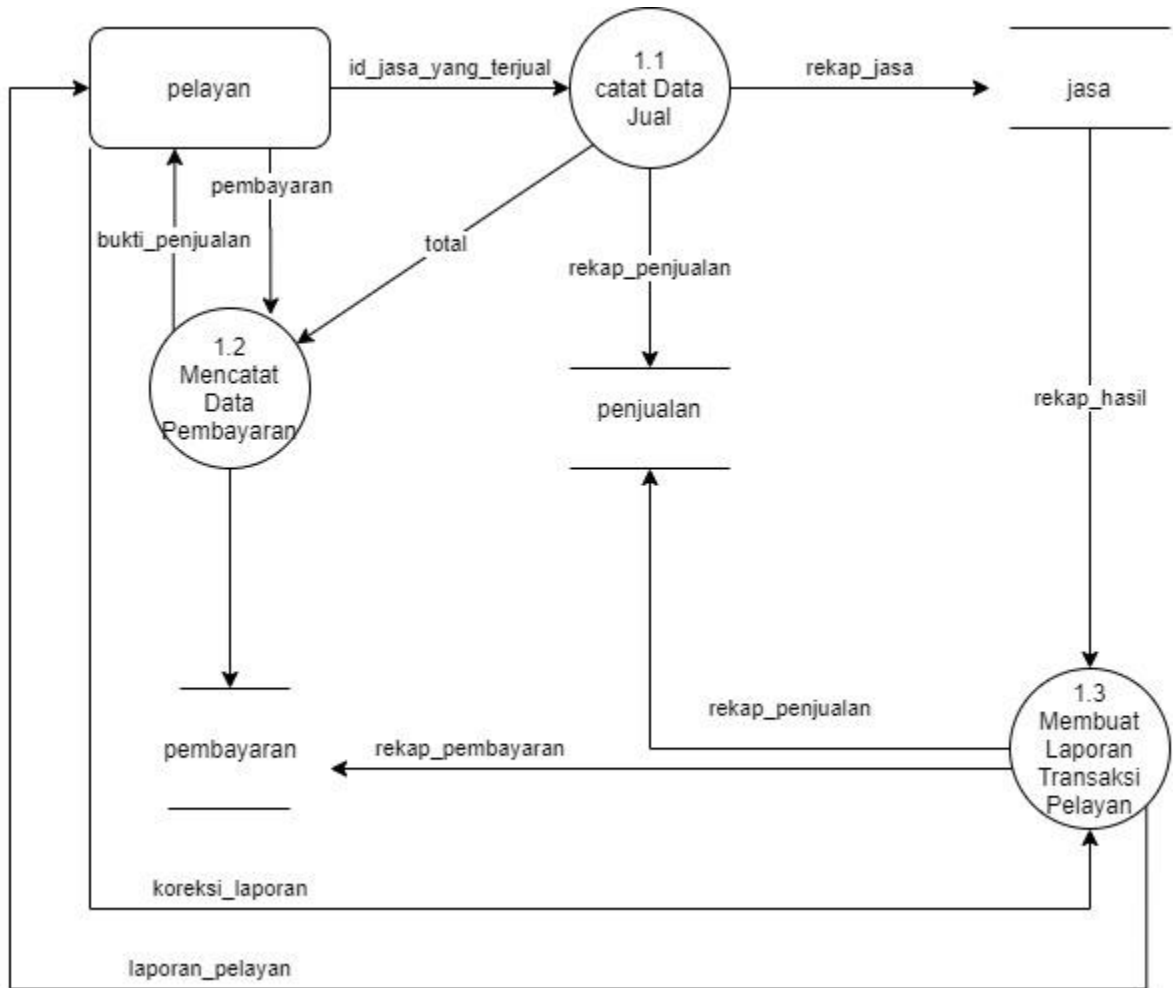 1.1
catat Data
Jual
id_jasa_yang_terjual
rekap_jasa
pelayan
jasa
pembayaran
bukti_penjualan
total
rekap_penjualan
1.2
Mencatat
Data
Pembayaran
penjualan
rekap_hasil
1.3
Membuat
Laporan
Transaksi
Pelayan
rekap_penjualan
pembayaran
rekap_pembayaran
koreksi_laporan
laporan_pelayan